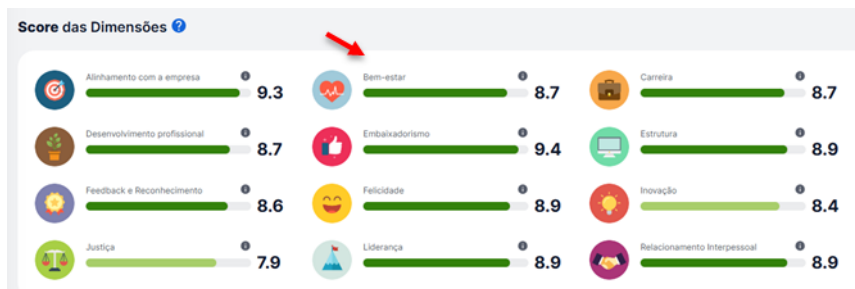 Score das Dimensões ?
Alinhamento com a empresa
9.3
Bem-estar
8.7
Carreira
8.7
Desenvolvimento profissional
8.7
Embaixadorismo
9.4
Estrutura
8.9
Feedback e Reconhecimento
8.6
Felicidade
8.9
Inovação
8.4
Justiça
7.9
Liderança
8.9
Relacionamento Interpessoal
8.9